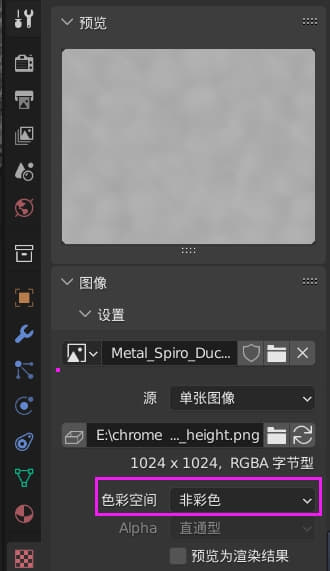 预览
图像
设置
Metal_Spiro_Duc...
源 单张图像
E:\chrome ..._height.png
1024 x 1024, RGBA 字节型
色彩空间 非彩色
Alpha 直通型
预览为渲染结果